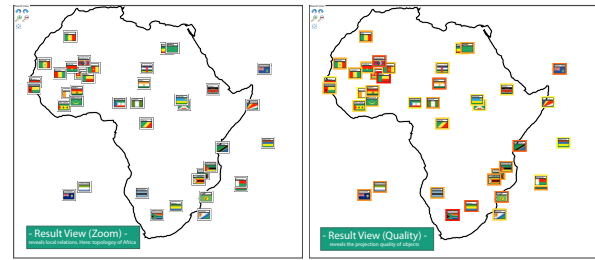 - Result View (Zoom) -
reveals local relations. Here: topology of Africa
- Result View (Quality) -
reveals the projection quality of objects